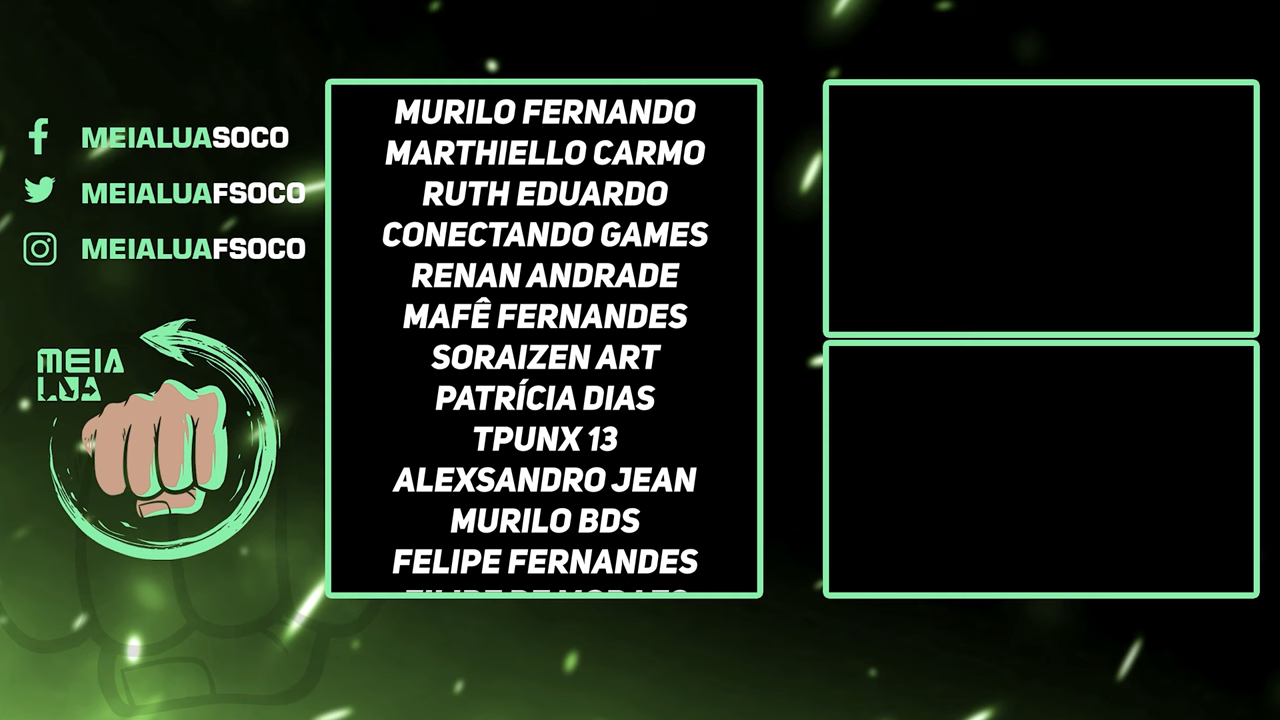 MEIALUASOCO
MEIALUAFSOCO
MEIALUAFSOCO
MEIA
LUA
MURILO FERNANDO
MARTHIELLO CARMO
RUTH EDUARDO
CONECTANDO GAMES
RENAN ANDRADE
MAFÊ FERNANDES
SORAIZEN ART
PATRÍCIA DIAS
TPUNX 13
ALEXSANDRO JEAN
MURILO BDS
FELIPE FERNANDES